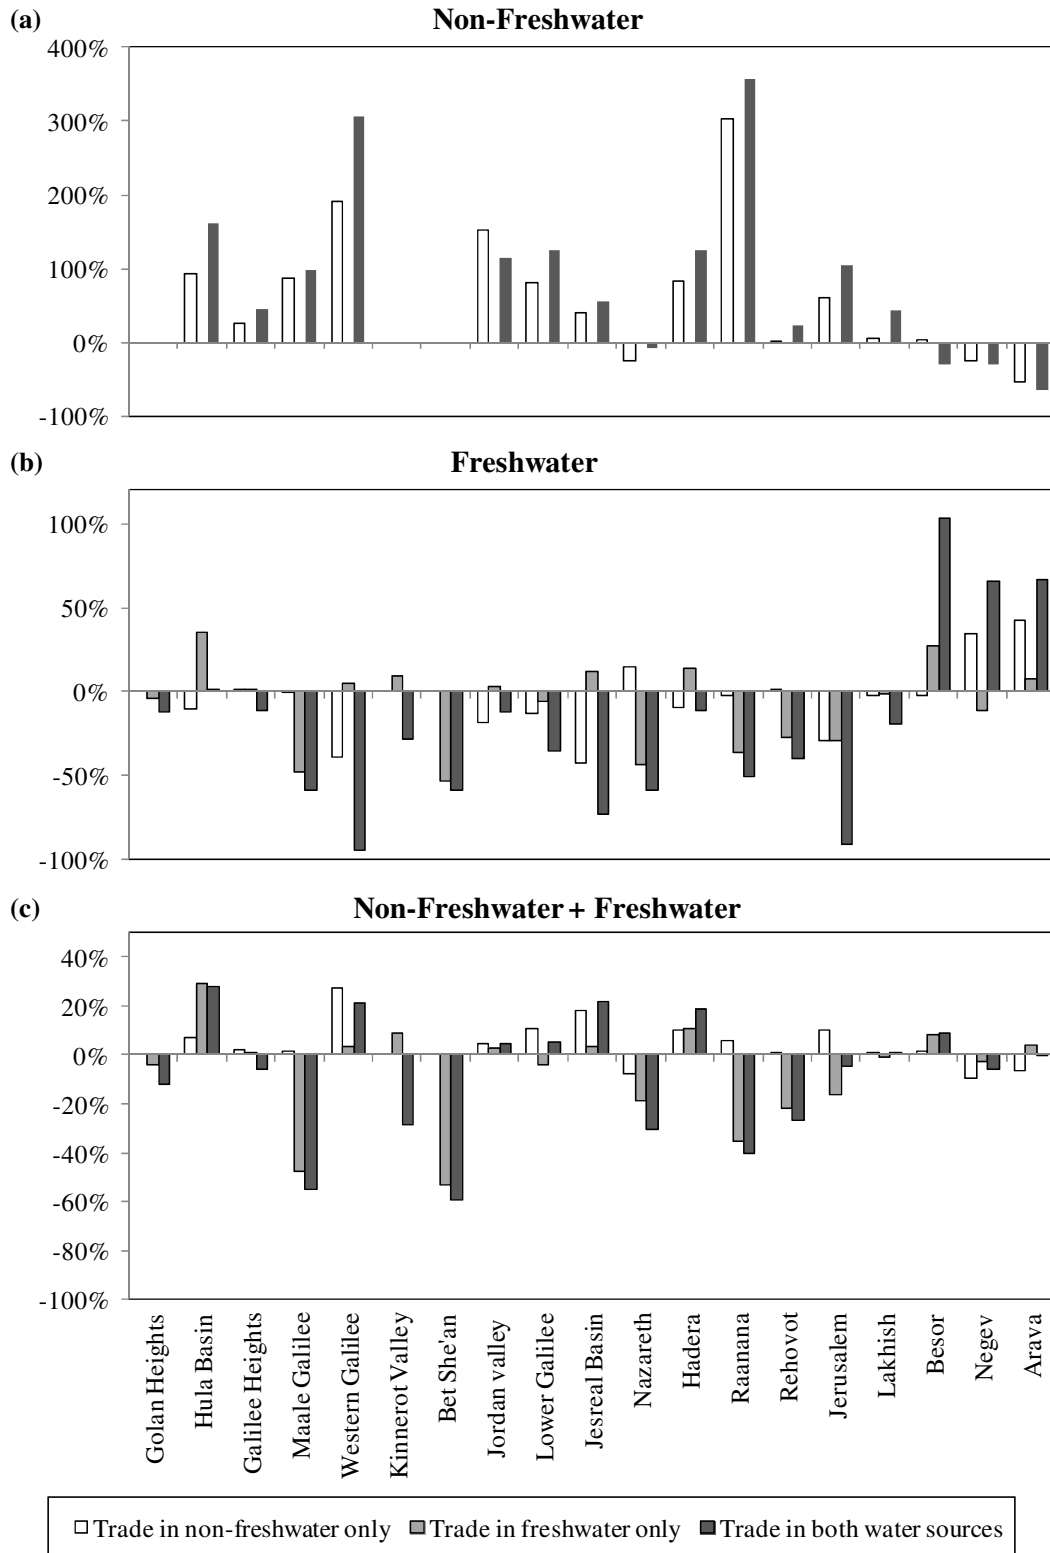 (a)
Non-Freshwater
400%
300%
200%
100%
0%
-100%
(b)
Freshwater
100%
50%
0%
-50%
-100%
(c)
Non-Freshwater + Freshwater
40%
20%
0%
-20%
-40%
-60%
-80%
-100%
Golan Heights
Hula Basin
Galilee Heights
Maale Galilee
Western Galilee
Kinnerot Valley
Bet She'an
Jordan valley
Lower Galilee
Jesreal Basin
Nazareth
Hadera
Raanana
Rehovot
Jerusalem
Lakhish
Besor
Negev
Arava
Trade in non-freshwater only
Trade in freshwater only
Trade in both water sources